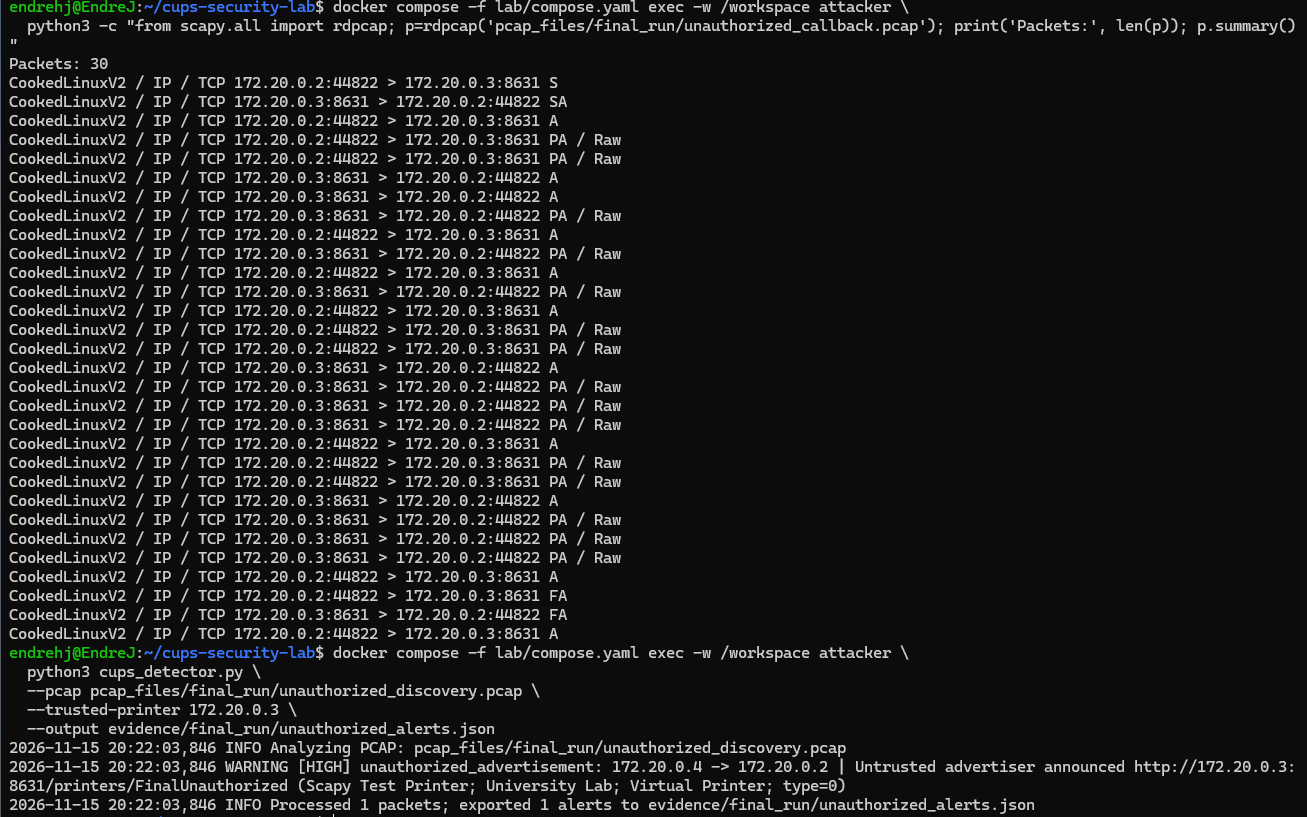 endrehj@EndreJ:~/cups-security-lab$ docker compose -f lab/compose.yaml exec -w /workspace attacker \
  python3 -c "from scapy.all import rdpcap; p=rdpcap('pcap_files/final_run/unauthorized_callback.pcap'); print('Packets:', len(p)); p.summary()
"
Packets: 30
CookedLinuxV2 / IP / TCP 172.20.0.2:44822 > 172.20.0.3:8631 S
CookedLinuxV2 / IP / TCP 172.20.0.3:8631 > 172.20.0.2:44822 SA
CookedLinuxV2 / IP / TCP 172.20.0.2:44822 > 172.20.0.3:8631 A
CookedLinuxV2 / IP / TCP 172.20.0.2:44822 > 172.20.0.3:8631 PA / Raw
CookedLinuxV2 / IP / TCP 172.20.0.2:44822 > 172.20.0.3:8631 PA / Raw
CookedLinuxV2 / IP / TCP 172.20.0.3:8631 > 172.20.0.2:44822 A
CookedLinuxV2 / IP / TCP 172.20.0.3:8631 > 172.20.0.2:44822 A
CookedLinuxV2 / IP / TCP 172.20.0.3:8631 > 172.20.0.2:44822 PA / Raw
CookedLinuxV2 / IP / TCP 172.20.0.2:44822 > 172.20.0.3:8631 A
CookedLinuxV2 / IP / TCP 172.20.0.3:8631 > 172.20.0.2:44822 PA / Raw
CookedLinuxV2 / IP / TCP 172.20.0.2:44822 > 172.20.0.3:8631 A
CookedLinuxV2 / IP / TCP 172.20.0.3:8631 > 172.20.0.2:44822 PA / Raw
CookedLinuxV2 / IP / TCP 172.20.0.2:44822 > 172.20.0.3:8631 A
CookedLinuxV2 / IP / TCP 172.20.0.2:44822 > 172.20.0.3:8631 PA / Raw
CookedLinuxV2 / IP / TCP 172.20.0.2:44822 > 172.20.0.3:8631 PA / Raw
CookedLinuxV2 / IP / TCP 172.20.0.3:8631 > 172.20.0.2:44822 A
CookedLinuxV2 / IP / TCP 172.20.0.3:8631 > 172.20.0.2:44822 PA / Raw
CookedLinuxV2 / IP / TCP 172.20.0.3:8631 > 172.20.0.2:44822 PA / Raw
CookedLinuxV2 / IP / TCP 172.20.0.3:8631 > 172.20.0.2:44822 PA / Raw
CookedLinuxV2 / IP / TCP 172.20.0.2:44822 > 172.20.0.3:8631 A
CookedLinuxV2 / IP / TCP 172.20.0.2:44822 > 172.20.0.3:8631 PA / Raw
CookedLinuxV2 / IP / TCP 172.20.0.2:44822 > 172.20.0.3:8631 PA / Raw
CookedLinuxV2 / IP / TCP 172.20.0.3:8631 > 172.20.0.2:44822 A
CookedLinuxV2 / IP / TCP 172.20.0.3:8631 > 172.20.0.2:44822 PA / Raw
CookedLinuxV2 / IP / TCP 172.20.0.3:8631 > 172.20.0.2:44822 PA / Raw
CookedLinuxV2 / IP / TCP 172.20.0.3:8631 > 172.20.0.2:44822 PA / Raw
CookedLinuxV2 / IP / TCP 172.20.0.2:44822 > 172.20.0.3:8631 A
CookedLinuxV2 / IP / TCP 172.20.0.2:44822 > 172.20.0.3:8631 FA
CookedLinuxV2 / IP / TCP 172.20.0.3:8631 > 172.20.0.2:44822 FA
CookedLinuxV2 / IP / TCP 172.20.0.2:44822 > 172.20.0.3:8631 A
endrehj@EndreJ:~/cups-security-lab$ docker compose -f lab/compose.yaml exec -w /workspace attacker \
  python3 cups_detector.py \
  --pcap pcap_files/final_run/unauthorized_discovery.pcap \
  --trusted-printer 172.20.0.3 \
  --output evidence/final_run/unauthorized_alerts.json
2026-11-15 20:22:03,846 INFO Analyzing PCAP: pcap_files/final_run/unauthorized_discovery.pcap
2026-11-15 20:22:03,846 WARNING [HIGH] unauthorized_advertisement: 172.20.0.4 -> 172.20.0.2 | Untrusted advertiser announced http://172.20.0.3:
8631/printers/FinalUnauthorized (Scapy Test Printer; University Lab; Virtual Printer; type=0)
2026-11-15 20:22:03,846 INFO Processed 1 packets; exported 1 alerts to evidence/final_run/unauthorized_alerts.json